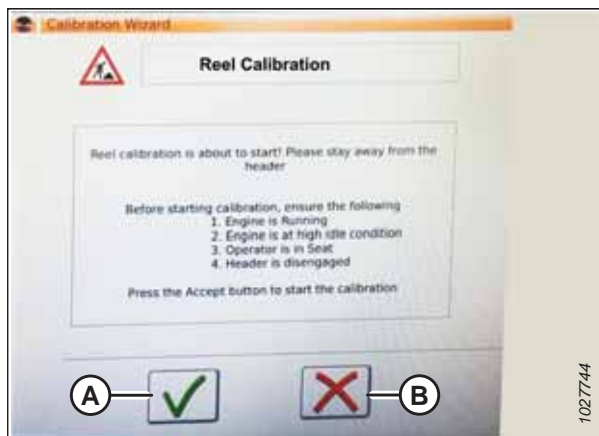 Calibration Wizard
Reel Calibration
Reel calibration is about to start! Please stay away from the
header
Before starting calibration, ensure the following
1. Engine is Running
2. Engine is at high idle condition
3. Operator is in Seat
4. Header is disengaged
Press the Accept button to start the calibration
A
B
1027744